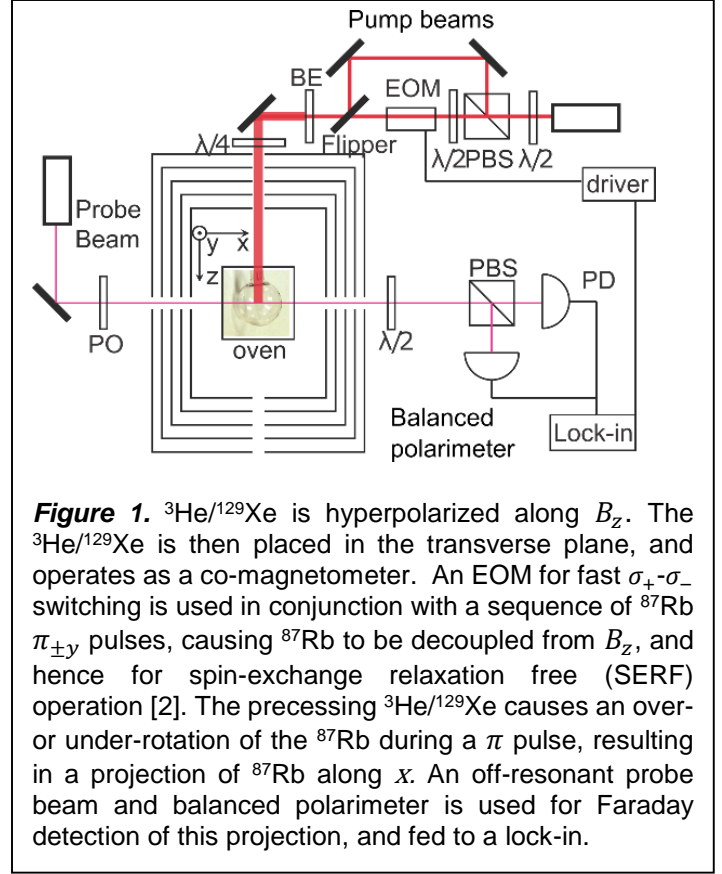 Pump beams
BE
EOM
λ/4
Flipper
λ/2
PBS
λ/2
driver
Probe
Beam
y
x
z
PBS
PD
PO
oven
λ/2
Balanced
polarimeter
Lock-in
Figure 1. ³He/¹²⁹Xe is hyperpolarized along B_z. The
³He/¹²⁹Xe is then placed in the transverse plane, and
operates as a co-magnetometer. An EOM for fast σ₊-σ₋
switching is used in conjunction with a sequence of ⁸⁷Rb
π_{±y} pulses, causing ⁸⁷Rb to be decoupled from B_z, and
hence for spin-exchange relaxation free (SERF)
operation [2]. The precessing ³He/¹²⁹Xe causes an over-
or under-rotation of the ⁸⁷Rb during a π pulse, resulting
in a projection of ⁸⁷Rb along x. An off-resonant probe
beam and balanced polarimeter is used for Faraday
detection of this projection, and fed to a lock-in.